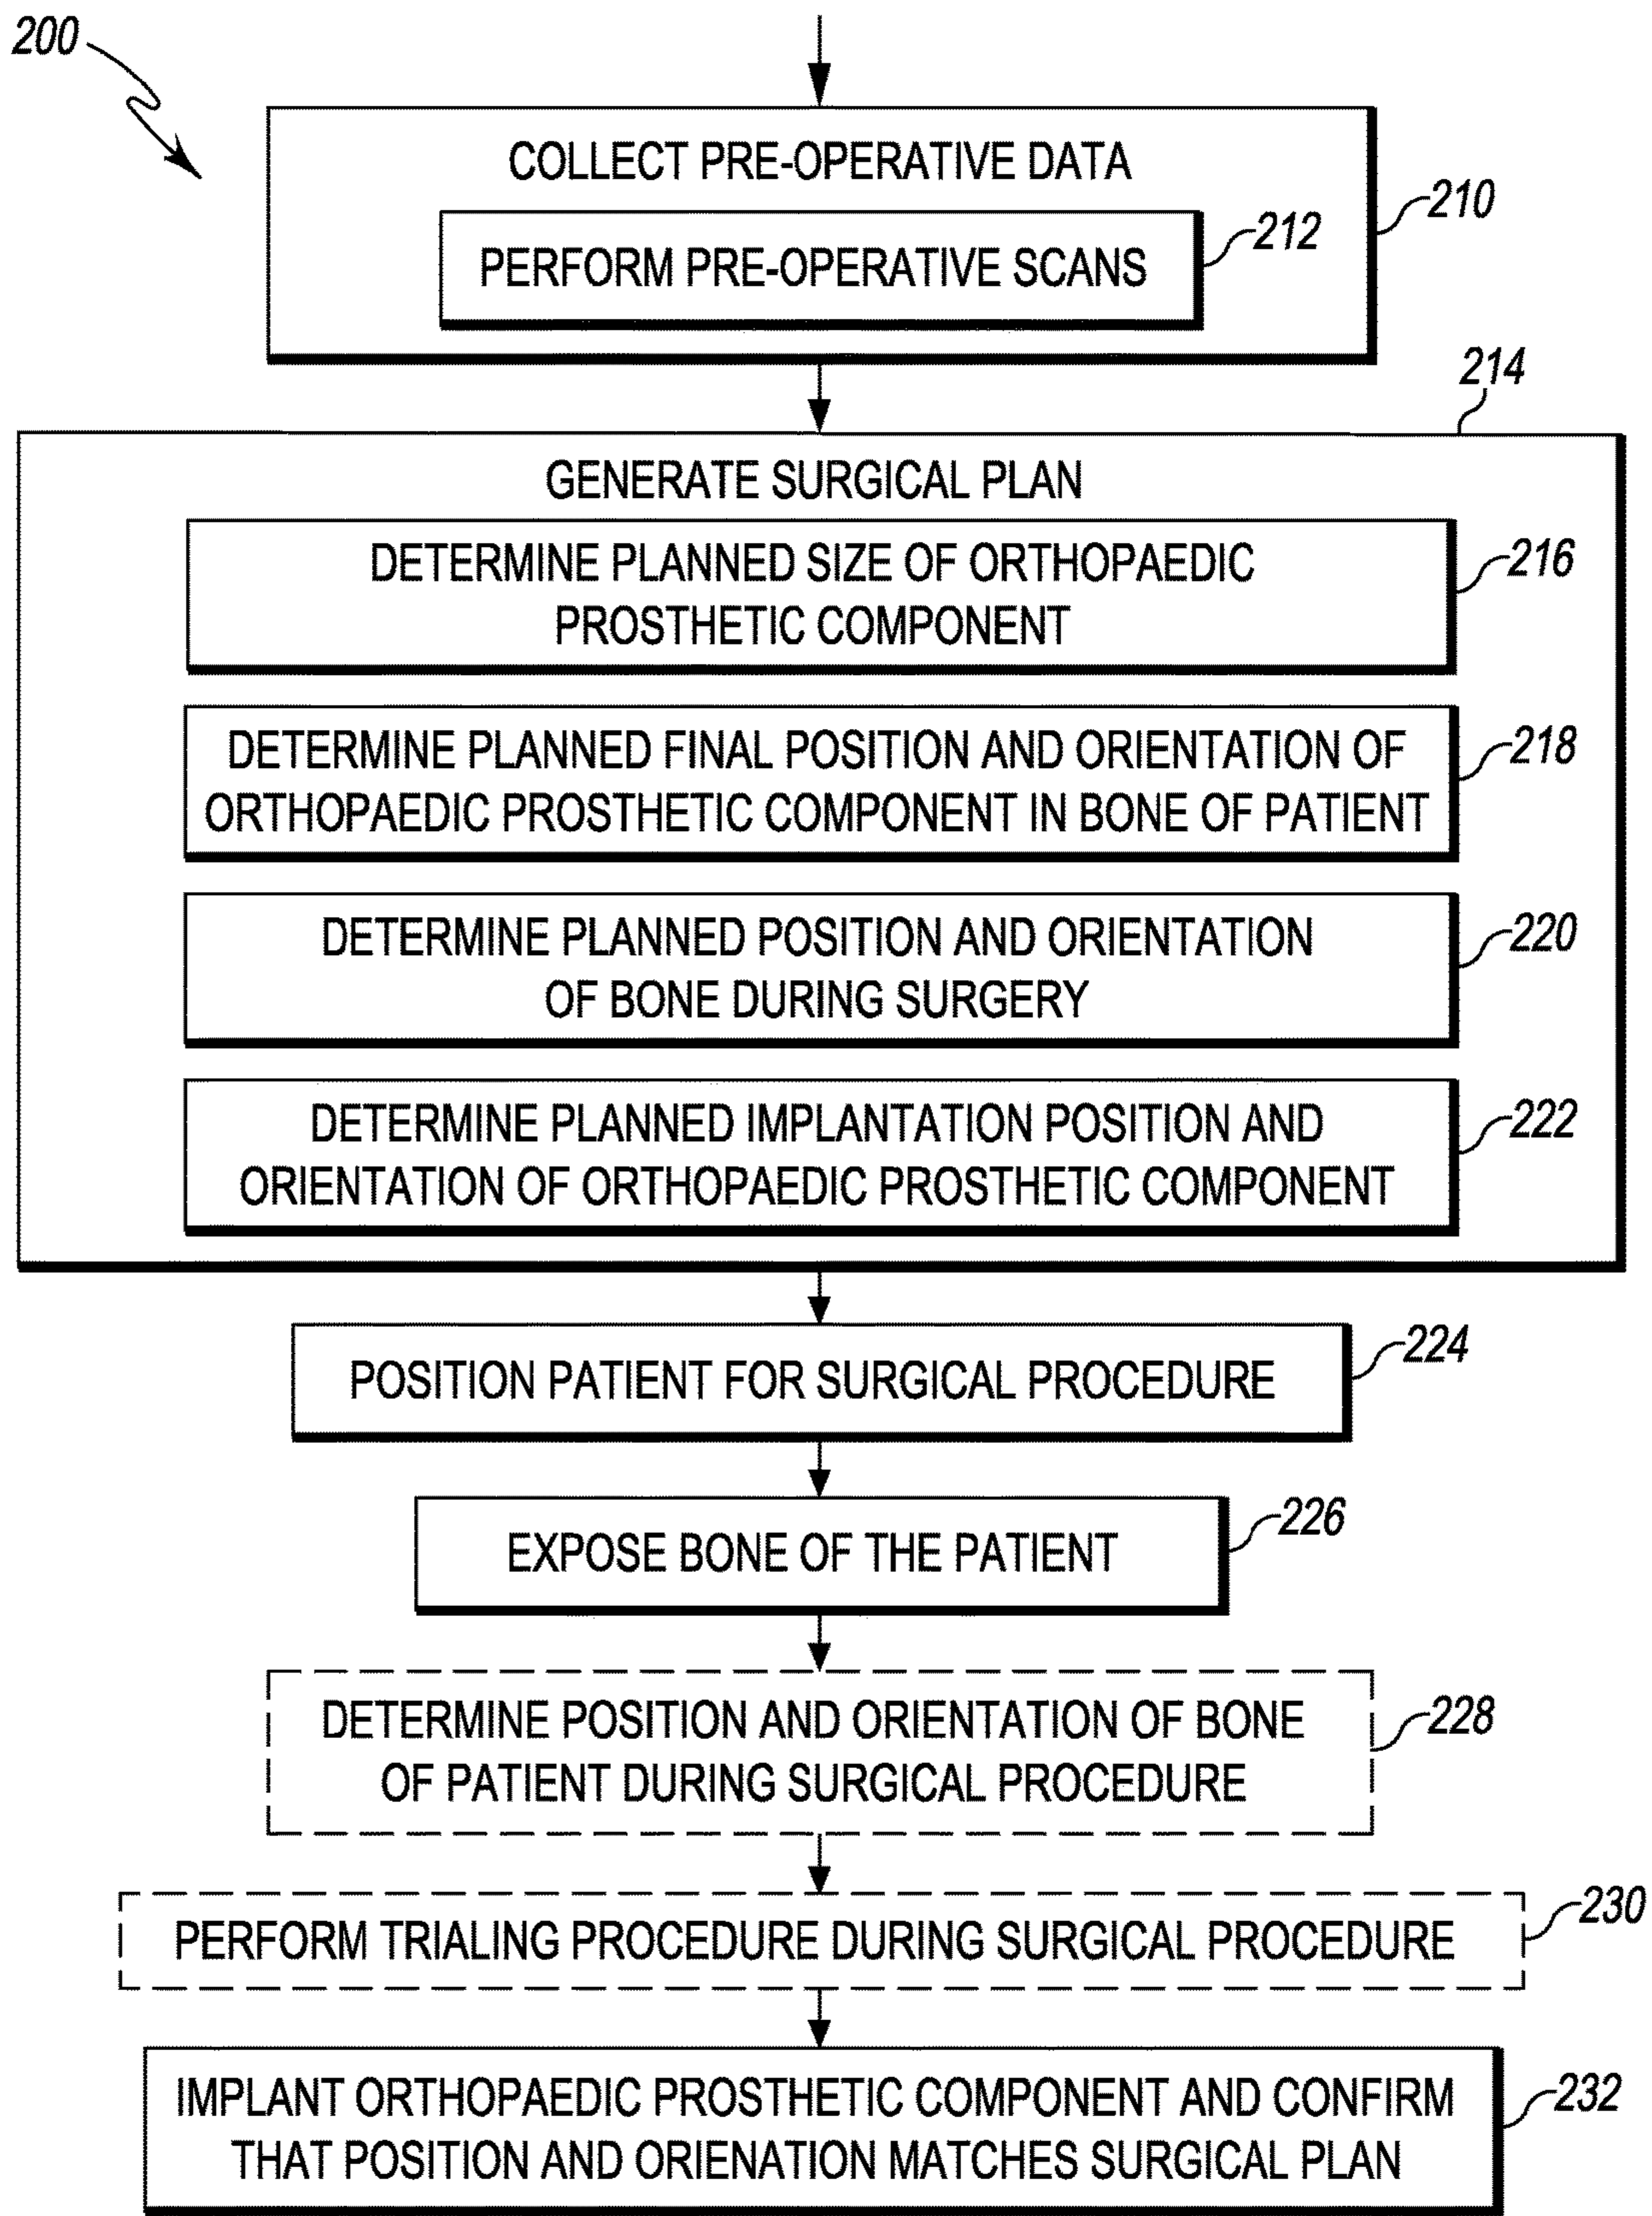 200
COLLECT PRE-OPERATIVE DATA
210
PERFORM PRE-OPERATIVE SCANS
212
214
GENERATE SURGICAL PLAN
DETERMINE PLANNED SIZE OF ORTHOPAEDIC
PROSTHETIC COMPONENT
216
DETERMINE PLANNED FINAL POSITION AND ORIENTATION OF
ORTHOPAEDIC PROSTHETIC COMPONENT IN BONE OF PATIENT
218
DETERMINE PLANNED POSITION AND ORIENTATION
OF BONE DURING SURGERY
220
DETERMINE PLANNED IMPLANTATION POSITION AND
ORIENTATION OF ORTHOPAEDIC PROSTHETIC COMPONENT
222
POSITION PATIENT FOR SURGICAL PROCEDURE
224
EXPOSE BONE OF THE PATIENT
226
DETERMINE POSITION AND ORIENTATION OF BONE
OF PATIENT DURING SURGICAL PROCEDURE
228
PERFORM TRIALING PROCEDURE DURING SURGICAL PROCEDURE
230
IMPLANT ORTHOPAEDIC PROSTHETIC COMPONENT AND CONFIRM
THAT POSITION AND ORIENATION MATCHES SURGICAL PLAN
232